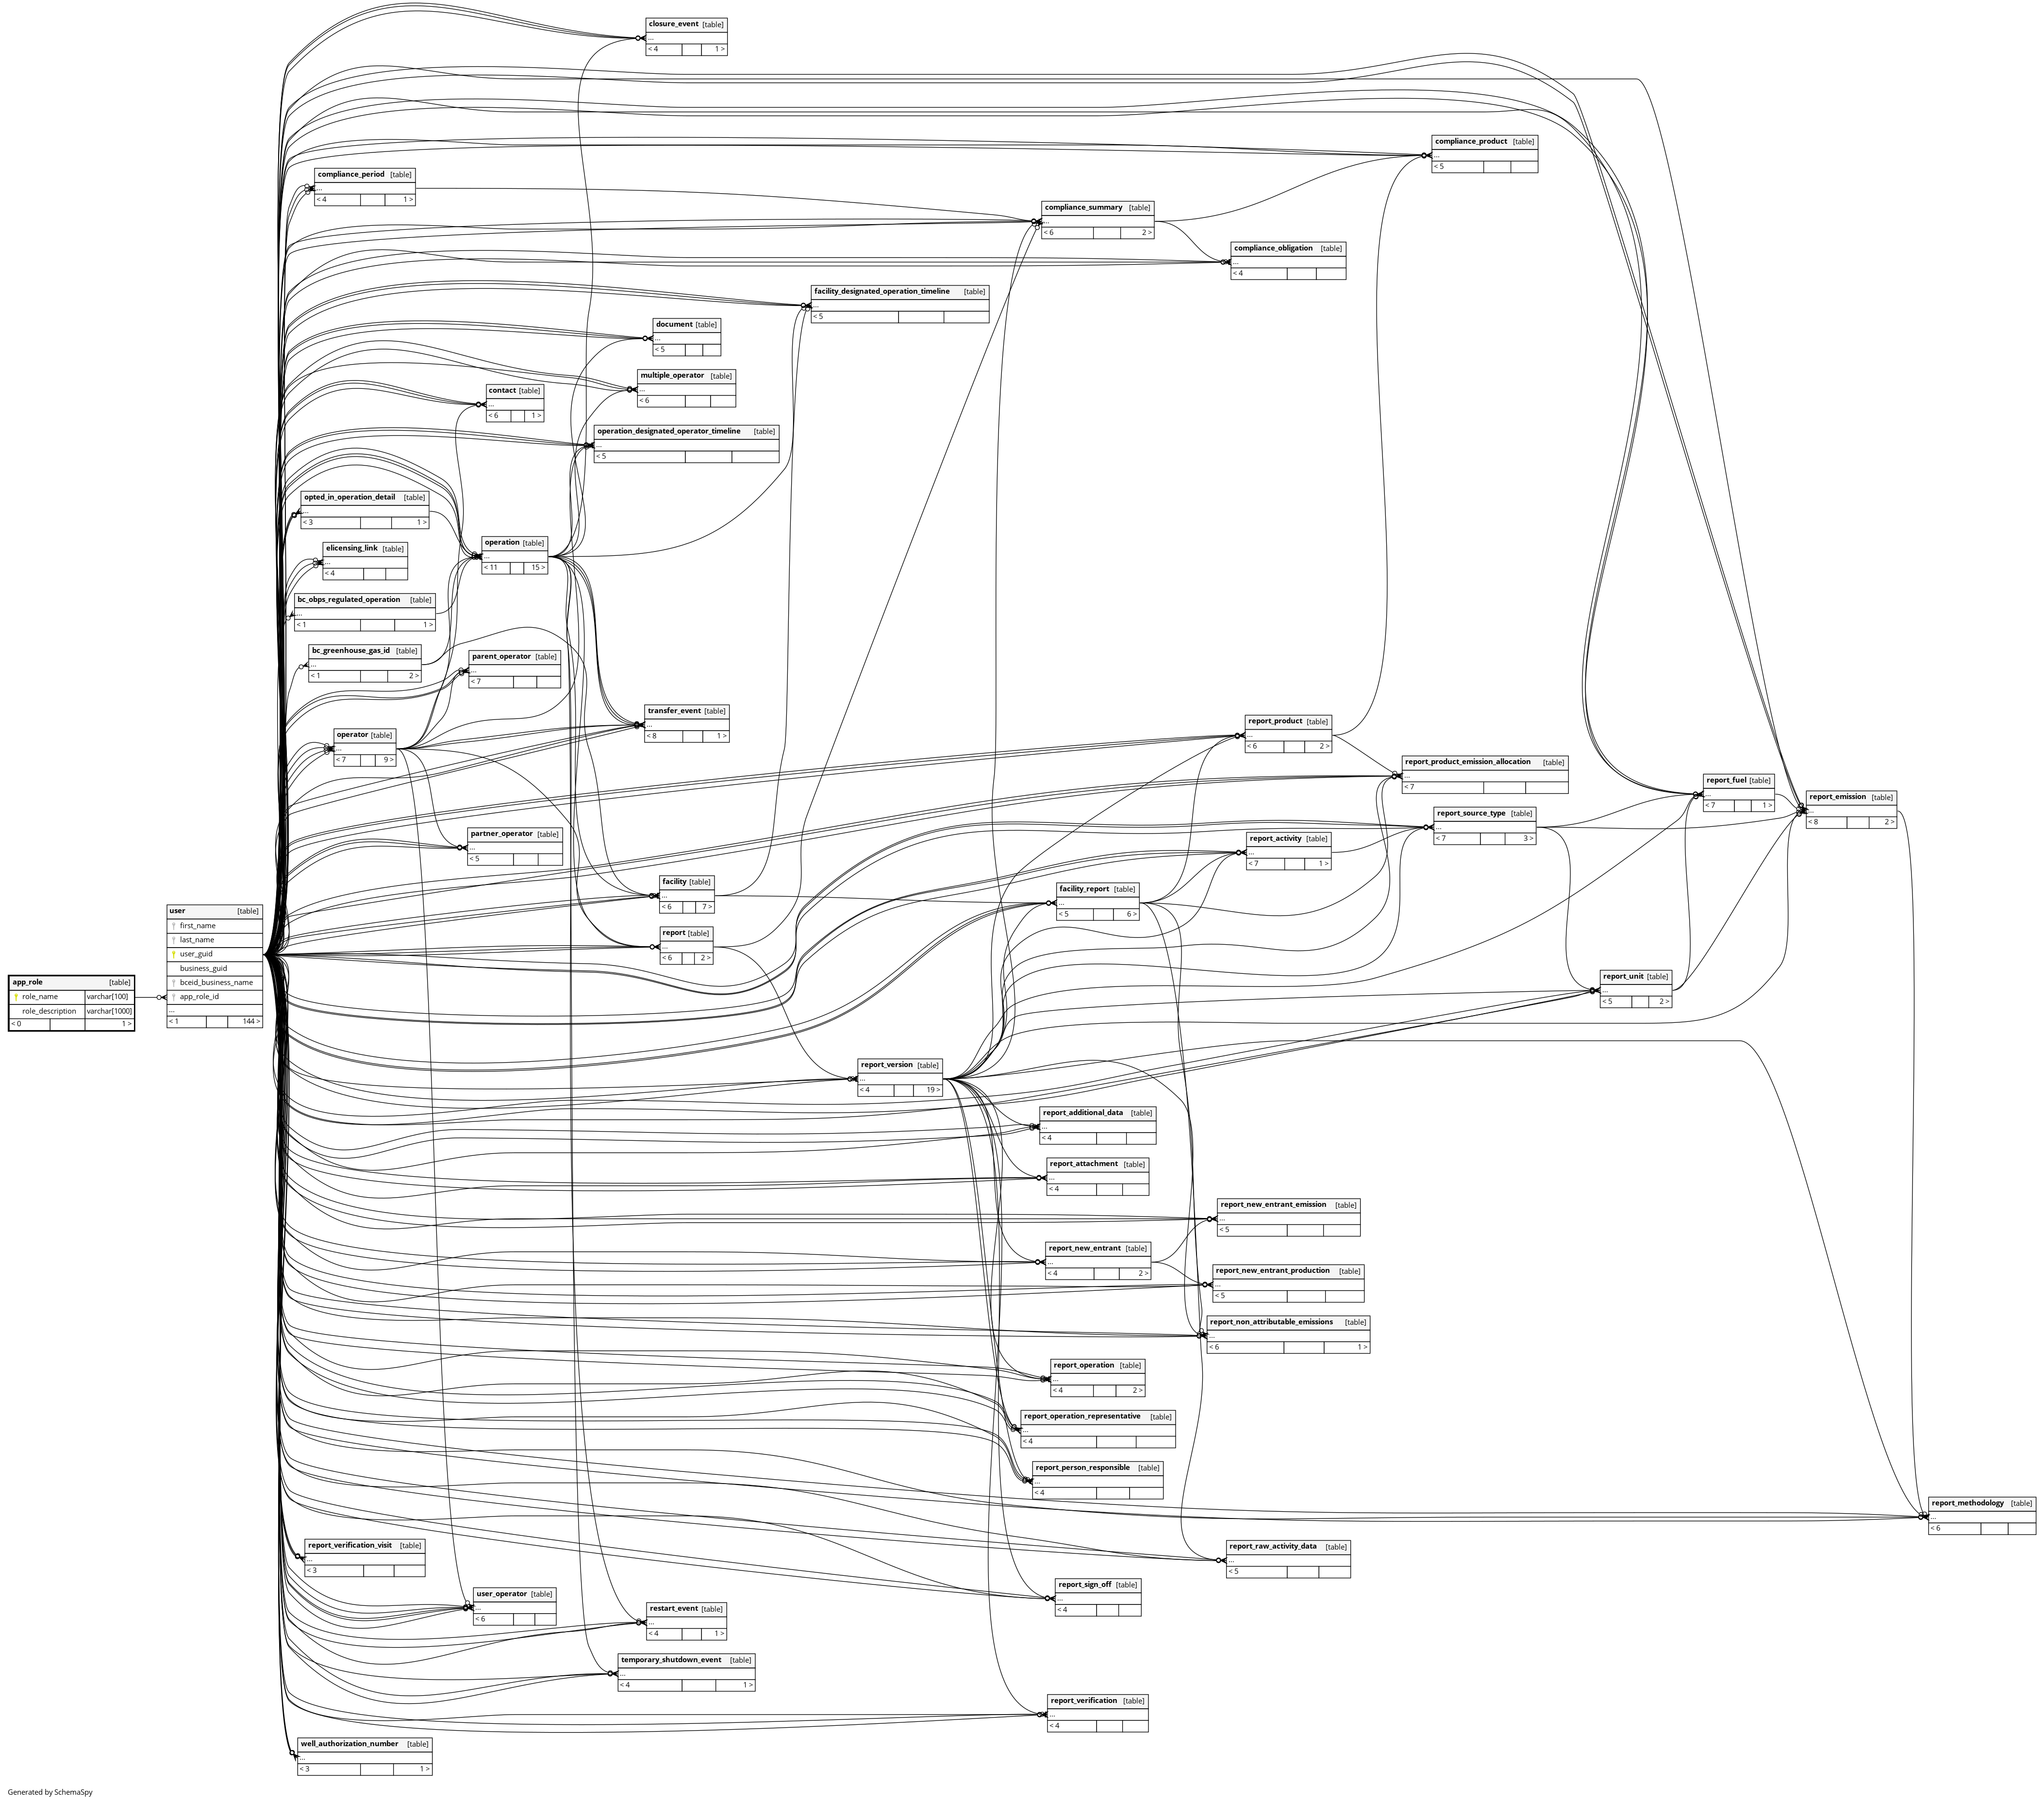 closure_event [table]
...
< 4 1 >
compliance_product [table]
...
< 5
compliance_period [table]
...
< 4 1 >
compliance_summary [table]
...
< 6 2 >
compliance_obligation [table]
...
< 4
facility_designated_operation_timeline [table]
...
< 5
document [table]
...
< 5
multiple_operator [table]
...
< 6
contact [table]
...
< 6 1 >
operation_designated_operator_timeline [table]
...
< 5
opted_in_operation_detail [table]
...
< 3 1 >
operation [table]
...
< 11 15 >
elicensing_link [table]
...
< 4
bc_obps_regulated_operation [table]
...
< 1 1 >
bc_greenhouse_gas_id [table]
...
< 1 2 >
parent_operator [table]
...
< 7
transfer_event [table]
...
< 8 1 >
operator [table]
...
< 7 9 >
report_product [table]
...
< 6 2 >
report_product_emission_allocation [table]
...
< 7
report_fuel [table]
...
< 7 1 >
report_emission [table]
...
< 8 2 >
report_source_type [table]
...
< 7 3 >
partner_operator [table]
...
< 5
report_activity [table]
...
< 7 1 >
facility [table]
...
< 6 7 >
facility_report [table]
...
< 5 6 >
report [table]
...
< 6 2 >
user [table]
first_name
last_name
user_guid
business_guid
bceid_business_name
app_role_id
...
< 1 144 >
app_role [table]
role_name varchar[100]
role_description varchar[1000]
< 0 1 >
report_unit [table]
...
< 5 2 >
report_version [table]
...
< 4 19 >
report_additional_data [table]
...
< 4
report_attachment [table]
...
< 4
report_new_entrant_emission [table]
...
< 5
report_new_entrant [table]
...
< 4 2 >
report_new_entrant_production [table]
...
< 5
report_non_attributable_emissions [table]
...
< 6 1 >
report_operation [table]
...
< 4 2 >
report_operation_representative [table]
...
< 4
report_person_responsible [table]
...
< 4
report_methodology [table]
...
< 6
report_verification_visit [table]
...
< 3
report_raw_activity_data [table]
...
< 5
report_sign_off [table]
...
< 4
user_operator [table]
...
< 6
restart_event [table]
...
< 4 1 >
temporary_shutdown_event [table]
...
< 4 1 >
report_verification [table]
...
< 4
well_authorization_number [table]
...
< 3 1 >
Generated by SchemaSpy